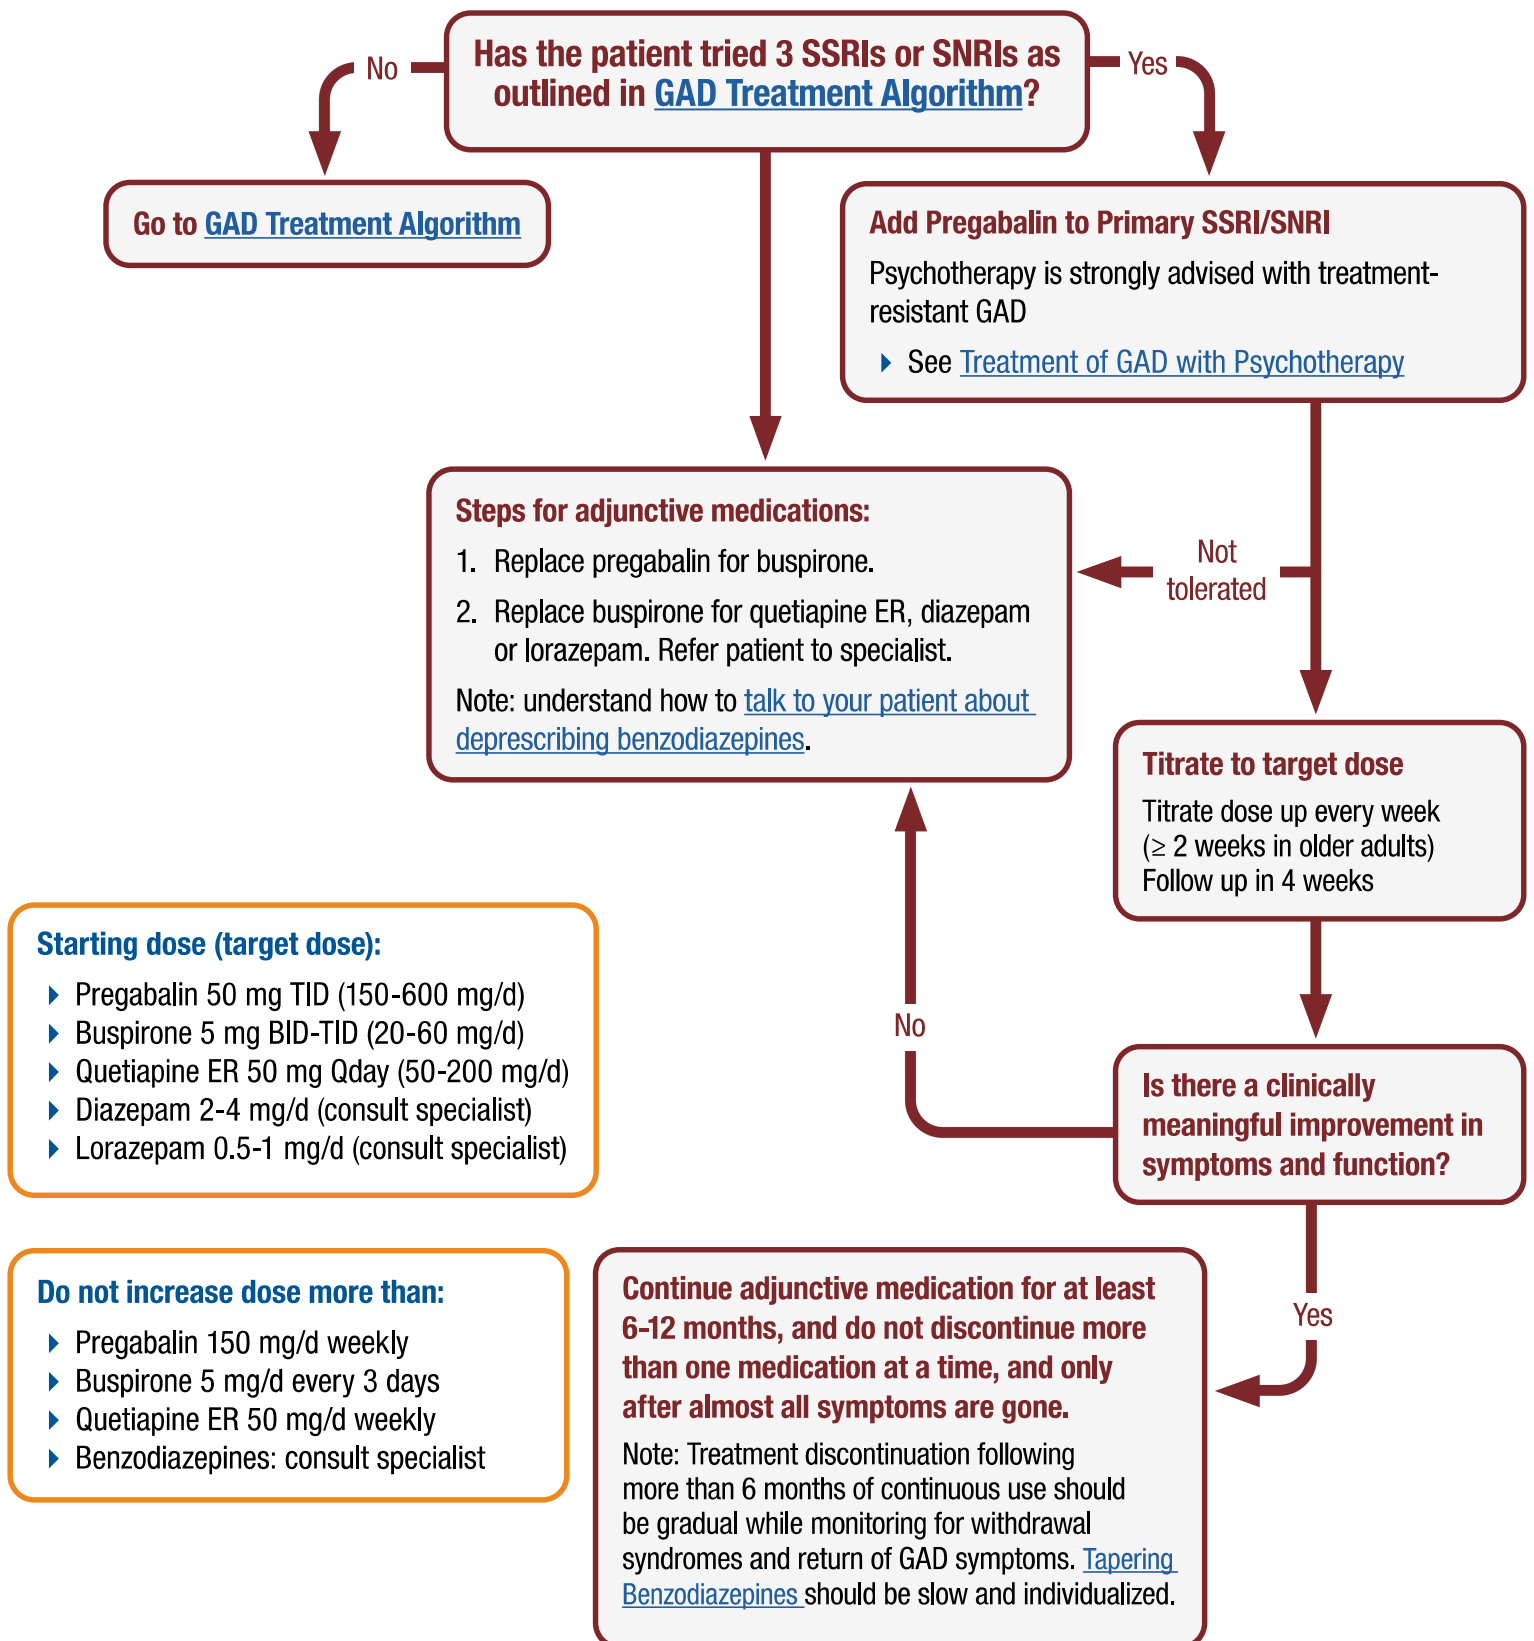 Has the patient tried 3 SSRIs or SNRIs as
outlined in GAD Treatment Algorithm?
No
Yes
Go to GAD Treatment Algorithm
Add Pregabalin to Primary SSRI/SNRI
Psychotherapy is strongly advised with treatment-
resistant GAD
See Treatment of GAD with Psychotherapy
Steps for adjunctive medications:
1. Replace pregabalin for buspirone.
2. Replace buspirone for quetiapine ER, diazepam
or lorazepam. Refer patient to specialist.
Note: understand how to talk to your patient about
deprescribing benzodiazepines.
Not
tolerated
Titrate to target dose
Titrate dose up every week
(≥ 2 weeks in older adults)
Follow up in 4 weeks
Starting dose (target dose):
Pregabalin 50 mg TID (150-600 mg/d)
Buspirone 5 mg BID-TID (20-60 mg/d)
Quetiapine ER 50 mg Qday (50-200 mg/d)
Diazepam 2-4 mg/d (consult specialist)
Lorazepam 0.5-1 mg/d (consult specialist)
No
Is there a clinically
meaningful improvement in
symptoms and function?
Do not increase dose more than:
Pregabalin 150 mg/d weekly
Buspirone 5 mg/d every 3 days
Quetiapine ER 50 mg/d weekly
Benzodiazepines: consult specialist
Yes
Continue adjunctive medication for at least
6-12 months, and do not discontinue more
than one medication at a time, and only
after almost all symptoms are gone.
Note: Treatment discontinuation following
more than 6 months of continuous use should
be gradual while monitoring for withdrawal
syndromes and return of GAD symptoms. Tapering
Benzodiazepines should be slow and individualized.